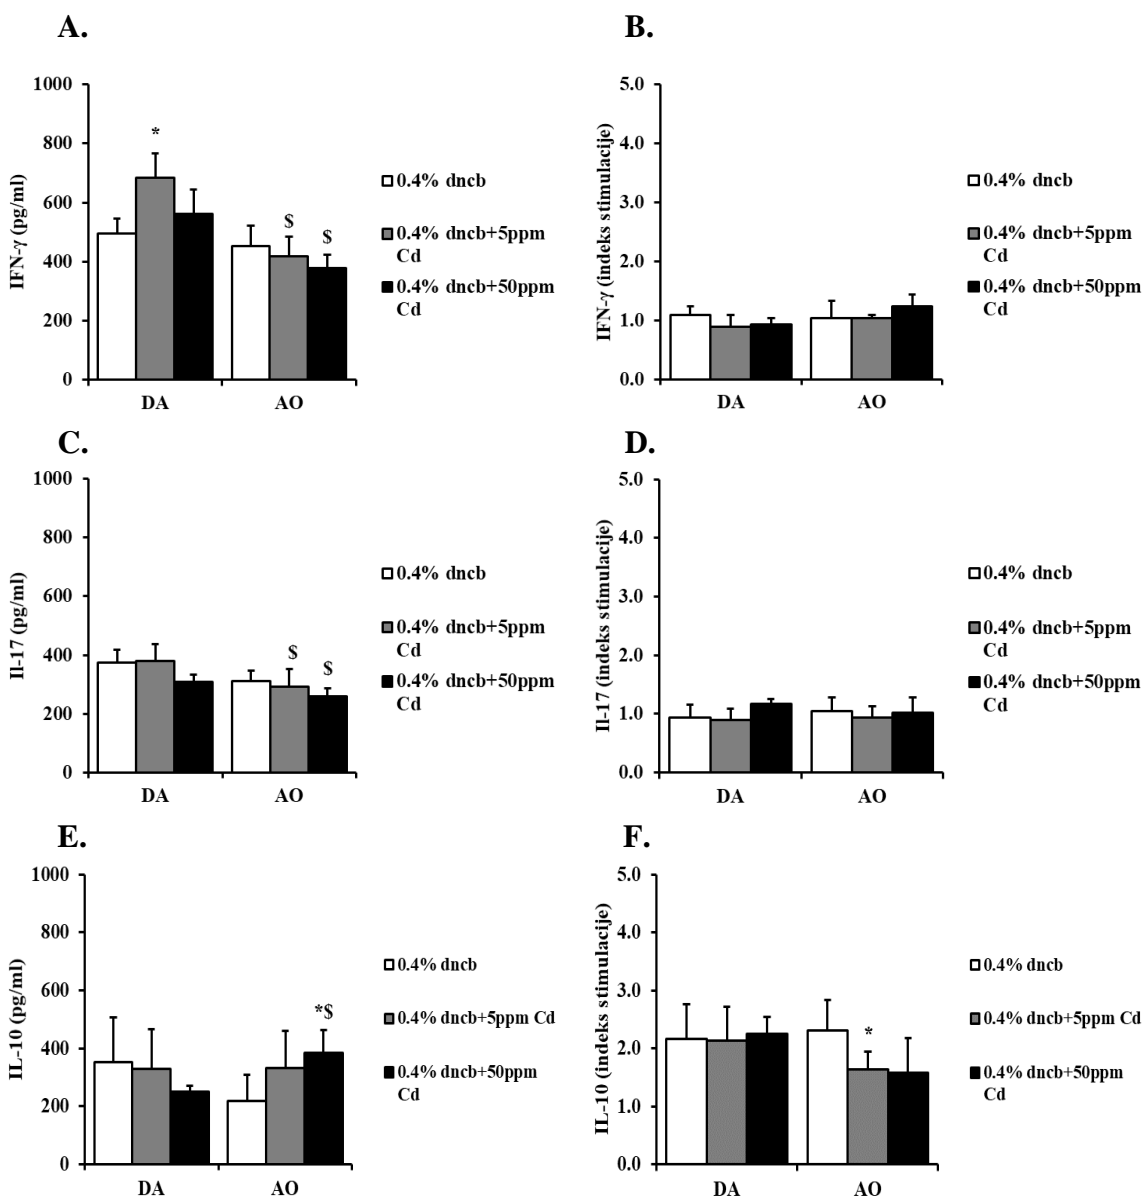 A.
IFN-γ (pg/ml)
1000
800
600
400
200
0
*
$
$
DA
AO
0.4% dncb
0.4% dncb+5ppm
Cd
0.4% dncb+50ppm
Cd
B.
IFN-γ (indeks stimulacije)
5.0
4.0
3.0
2.0
1.0
0.0
DA
AO
0.4% dncb
0.4% dncb+5ppm
Cd
0.4% dncb+50ppm
Cd
C.
Il-17 (pg/ml)
1000
800
600
400
200
0
$
$
DA
AO
0.4% dncb
0.4% dncb+5ppm
Cd
0.4% dncb+50ppm
Cd
D.
Il-17 (indeks stimulacije)
5.0
4.0
3.0
2.0
1.0
0.0
DA
AO
0.4% dncb
0.4% dncb+5ppm
Cd
0.4% dncb+50ppm
Cd
E.
IL-10 (pg/ml)
1000
800
600
400
200
0
*$
DA
AO
0.4% dncb
0.4% dncb+5ppm Cd
0.4% dncb+50ppm
Cd
F.
IL-10 (indeks stimulacije)
5.0
4.0
3.0
2.0
1.0
0.0
*
DA
AO
0.4% dncb
0.4% dncb+5ppm Cd
0.4% dncb+50ppm
Cd